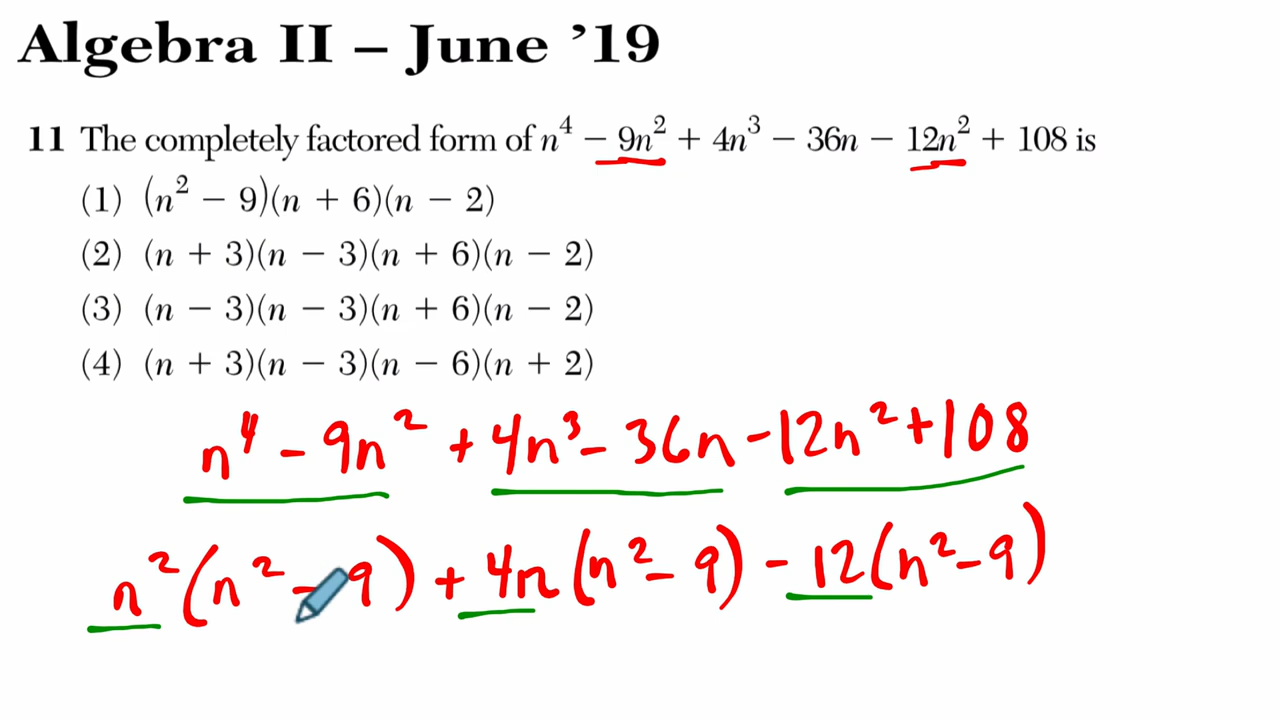 Algebra II – June ’19
11 The completely factored form of n⁴ − 9n² + 4n³ − 36n − 12n² + 108 is
(1) (n² − 9)(n + 6)(n − 2)
(2) (n + 3)(n − 3)(n + 6)(n − 2)
(3) (n − 3)(n − 3)(n + 6)(n − 2)
(4) (n + 3)(n − 3)(n − 6)(n + 2)
n⁴ − 9n² + 4n³ − 36n − 12n² + 108
n²(n² − 9) + 4n(n² − 9) − 12(n² − 9)